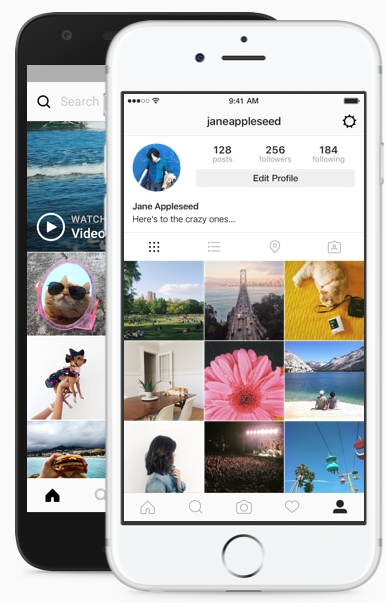 Search
WATCH
Video
9:41 AM
janeappleseed
128 256 184
posts followers following
Edit Profile
Jane Appleseed
Here's to the crazy ones...